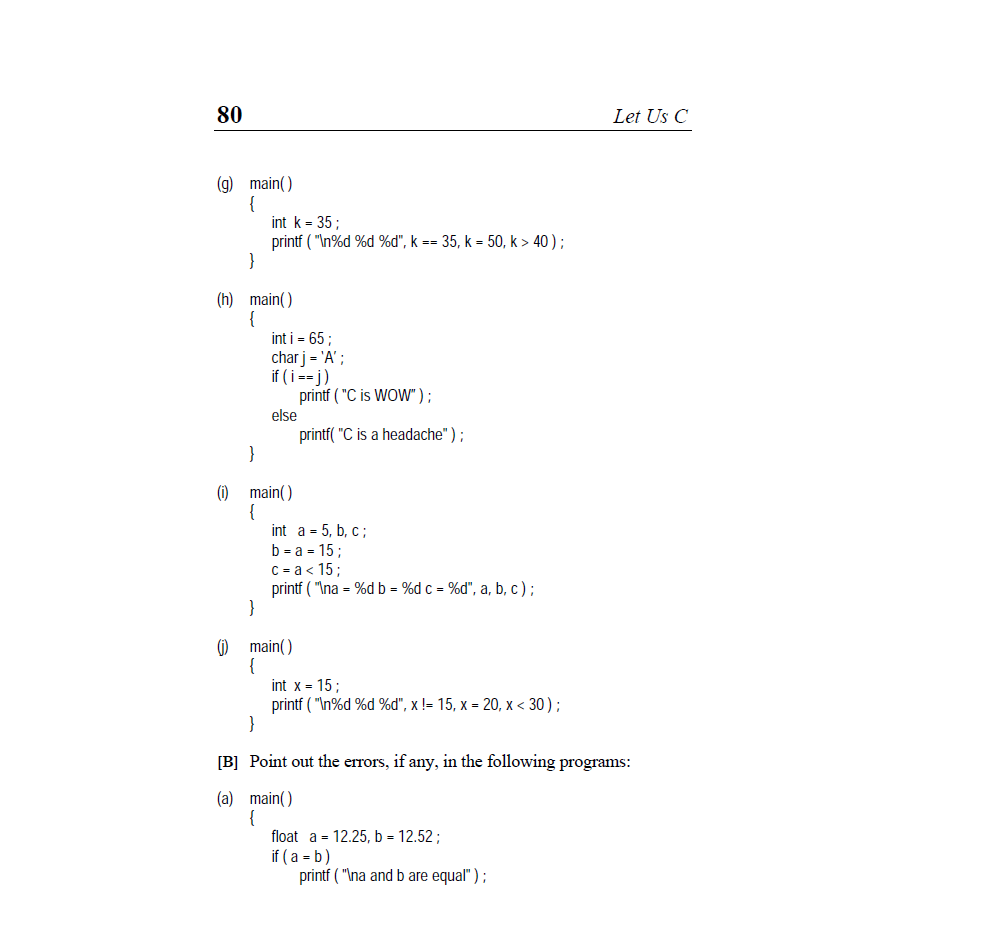 80 Let Us C
(g) main( )
{
int k = 35 ;
printf ( "\n%d %d %d", k == 35, k = 50, k > 40 ) ;
}
(h) main( )
{
int i = 65 ;
char j = ‘A’ ;
if ( i == j )
printf ( "C is WOW" ) ;
else
printf( "C is a headache" ) ;
}
(i) main( )
{
int a = 5, b, c ;
b = a = 15 ;
c = a < 15 ;
printf ( "\na = %d b = %d c = %d", a, b, c ) ;
}
(j) main( )
{
int x = 15 ;
printf ( "\n%d %d %d", x != 15, x = 20, x < 30 ) ;
}
[B] Point out the errors, if any, in the following programs:
(a) main( )
{
float a = 12.25, b = 12.52 ;
if ( a = b )
printf ( "\na and b are equal" ) ;